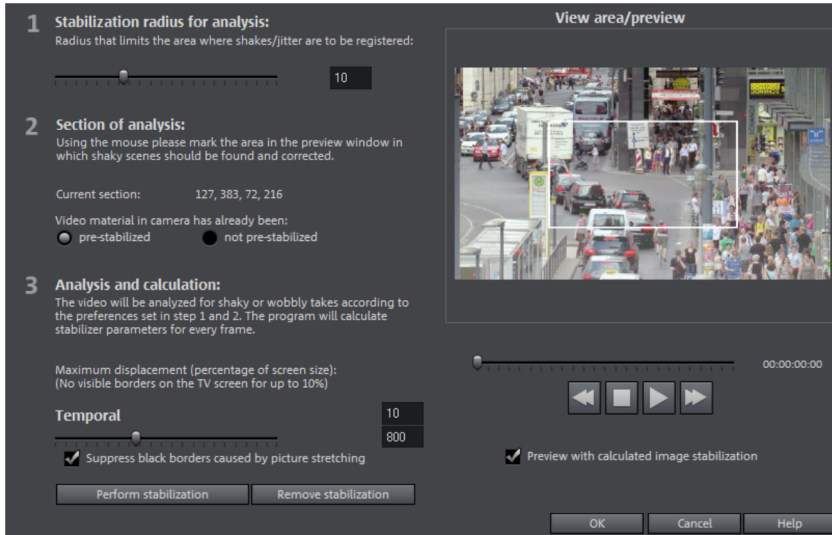 1 Stabilization radius for analysis:
Radius that limits the area where shakes/jitter are to be registered:
10
2 Section of analysis:
Using the mouse please mark the area in the preview window in
which shaky scenes should be found and corrected.
Current section: 127, 383, 72, 216
Video material in camera has already been:
pre-stabilized not pre-stabilized
3 Analysis and calculation:
The video will be analyzed for shaky or wobbly takes according to
the preferences set in step 1 and 2. The program will calculate
stabilizer parameters for every frame.
Maximum displacement (percentage of screen size):
(No visible borders on the TV screen for up to 10%)
10
Temporal
800
Suppress black borders caused by picture stretching
Perform stabilization Remove stabilization
View area/preview
00:00:00:00
Preview with calculated image stabilization
OK Cancel Help